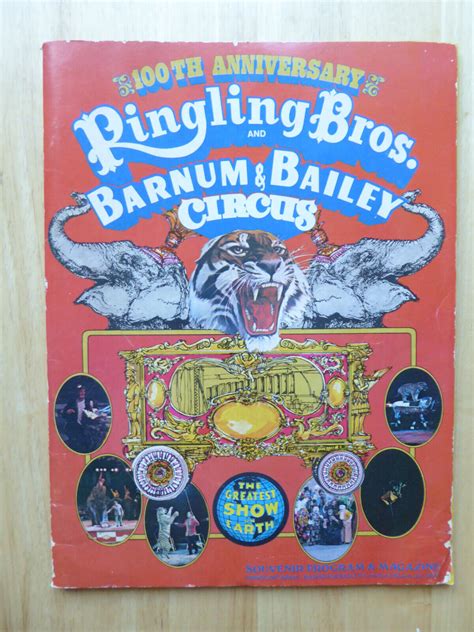 100TH ANNIVERSARY
Ringling Bros.
AND
BARNUM & BAILEY
CIRCUS
THE
GREATEST
SHOW
ON
EARTH
SOUVENIR PROGRAM & MAGAZINE